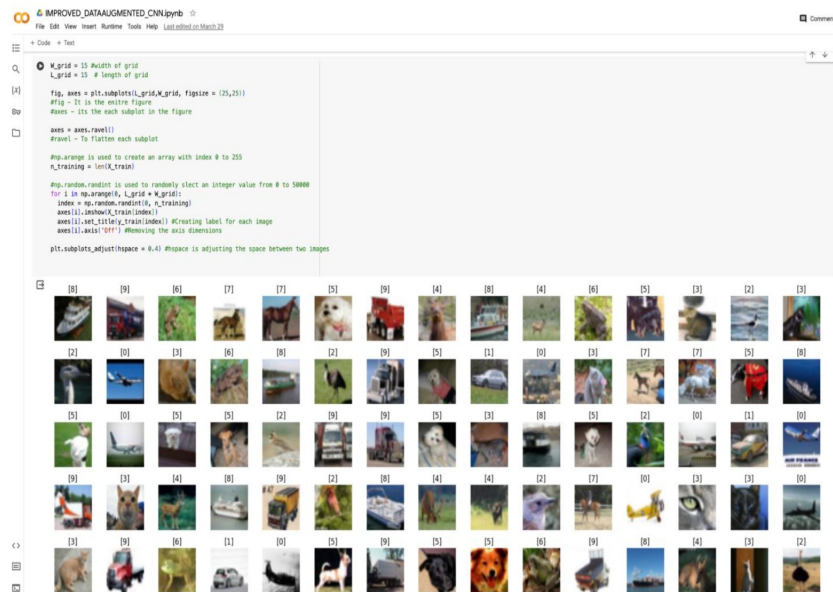 IMPROVED_DATAAUGMENTED_CNN.ipynb
Commen
File Edit View Insert Runtime Tools Help Last edited on March 29
+ Code + Text
W_grid = 15 #width of grid
L_grid = 15 # length of grid
fig, axes = plt.subplots(L_grid,W_grid, figsize = (25,25))
#fig - It is the enitre figure
#axes - its the each subplot in the figure
axes = axes.ravel()
#ravel - To flatten each subplot
#np.arange is used to create an array with index 0 to 255
n_training = len(X_train)
#np.random.randint is used to randomly slect an integer value from 0 to 50000
for i in np.arange(0, L_grid * W_grid):
index = np.random.randint(0, n_training)
axes[i].imshow(X_train[index])
axes[i].set_title(y_train[index]) #Creating label for each image
axes[i].axis('Off') #Removing the axis dimensions
plt.subplots_adjust(hspace = 0.4) #hspace is adjusting the space between two images
[8] [9] [6] [7] [7] [5] [9] [4] [8] [4] [6] [5] [3] [2] [3]
[2] [0] [3] [6] [8] [2] [9] [5] [1] [0] [3] [7] [7] [5] [8]
[5] [0] [5] [5] [2] [9] [9] [5] [3] [8] [5] [2] [0] [1] [0]
AIR FRANCE
[9] [3] [4] [8] [9] [2] [8] [4] [4] [2] [7] [0] [3] [3] [0]
[3] [9] [6] [1] [0] [5] [9] [5] [5] [6] [9] [8] [4] [3] [2]